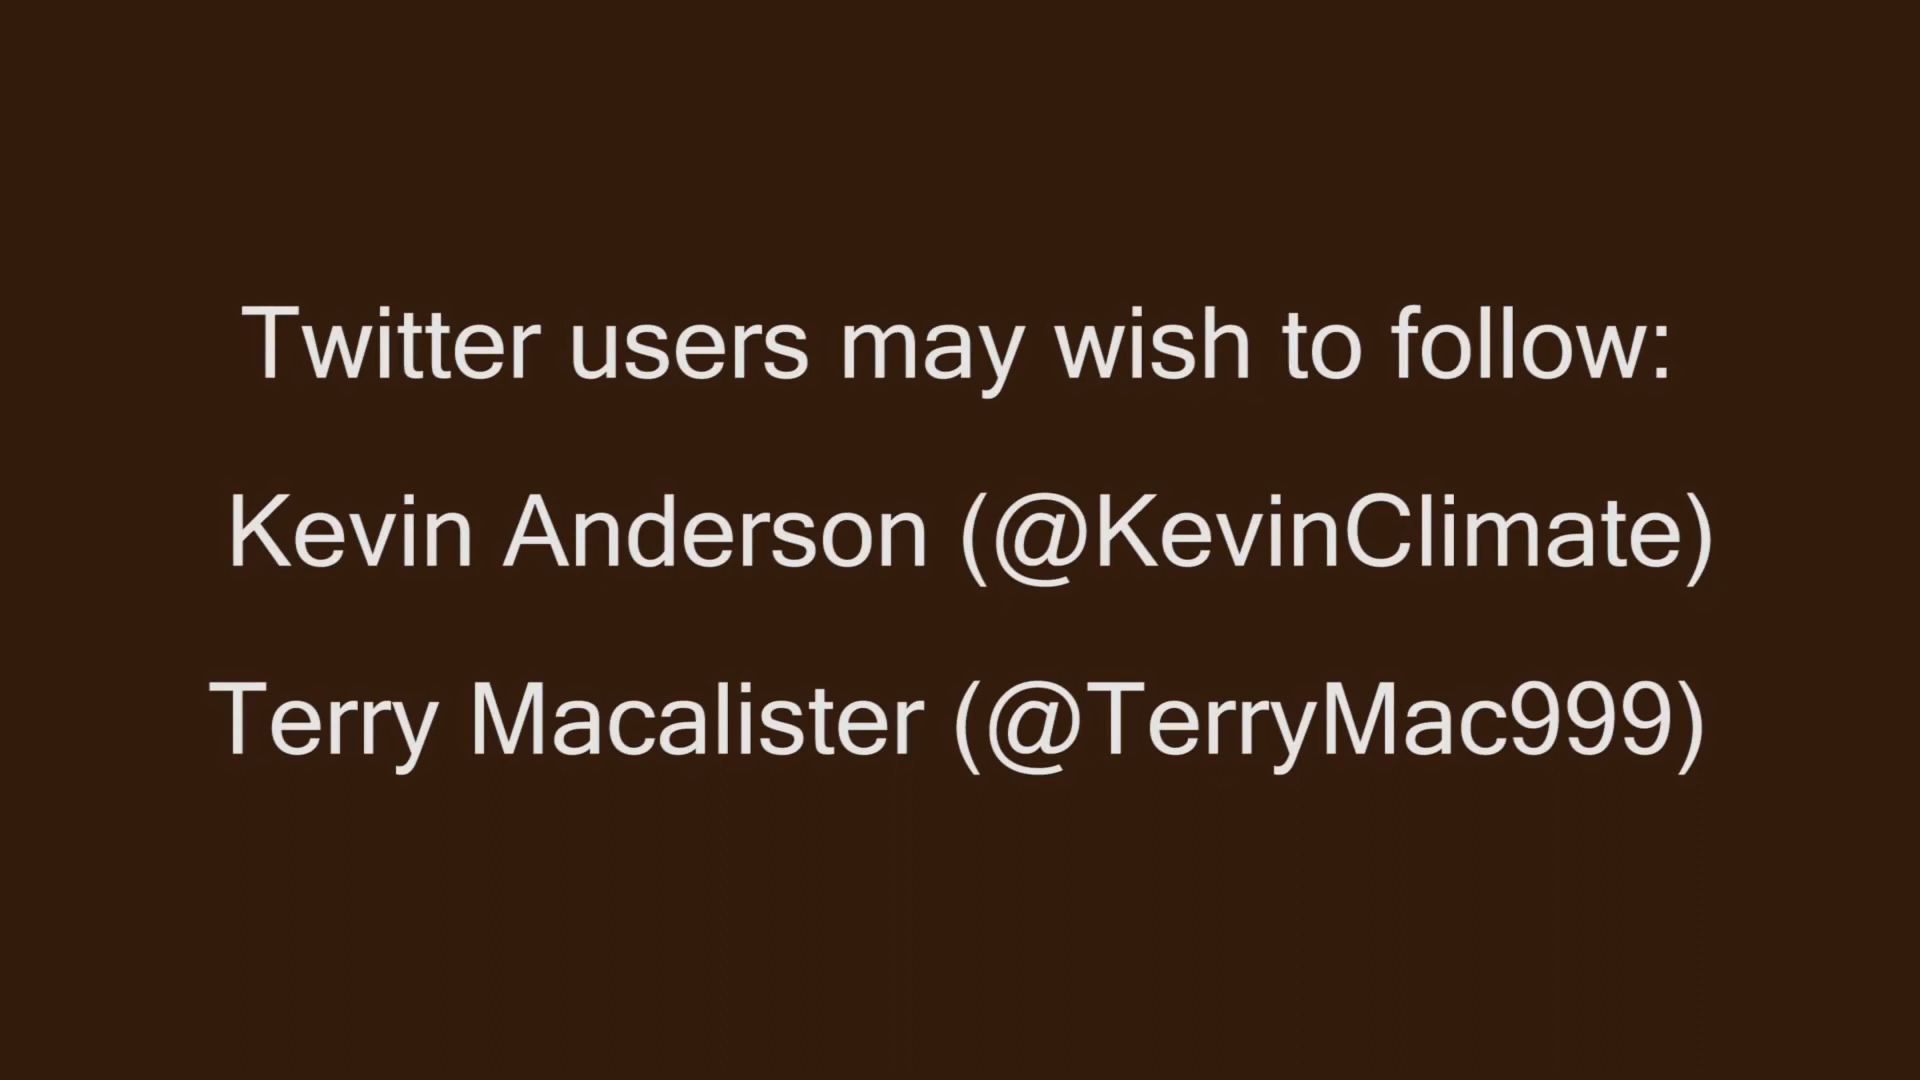 Twitter users may wish to follow:
Kevin Anderson (@KevinClimate)
Terry Macalister (@TerryMac999)